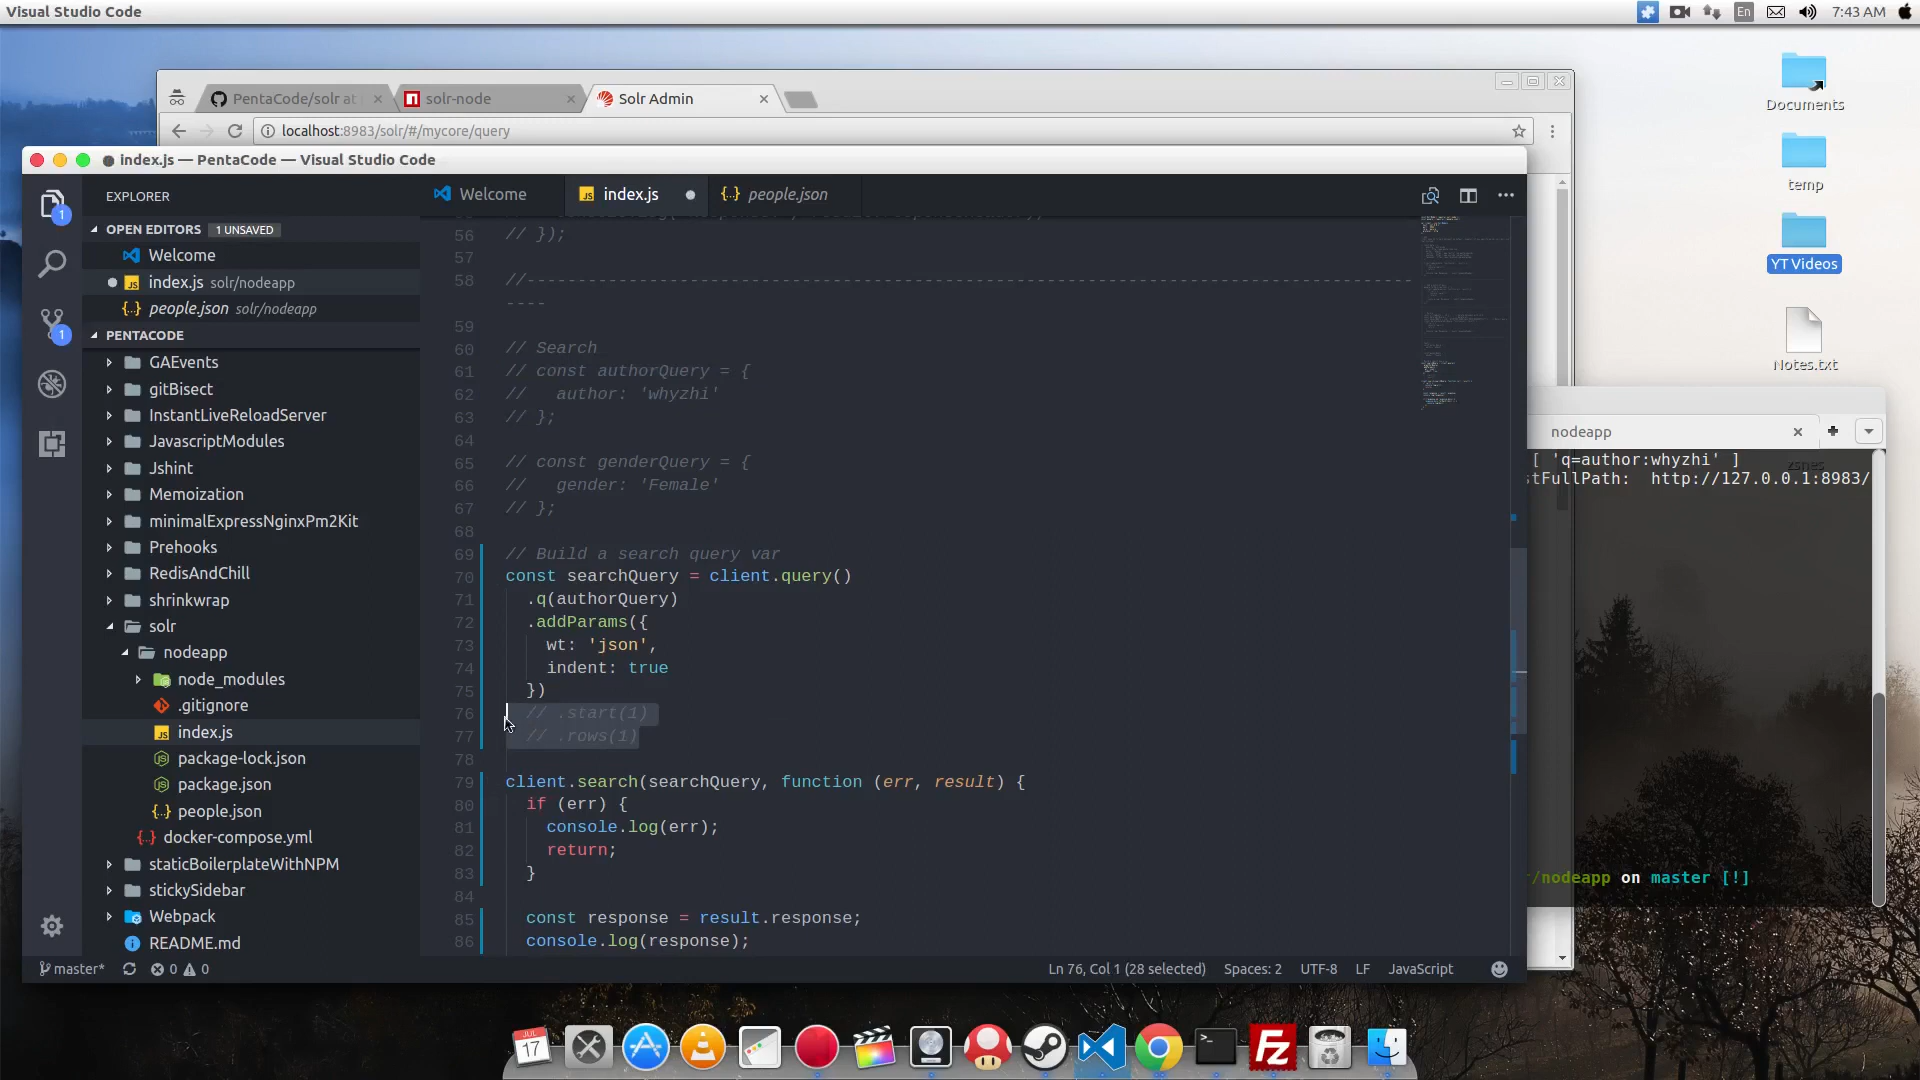 Visual Studio Code
En
7:43 AM
PentaCode/solr at
solr-node
Solr Admin
localhost:8983/solr/#/mycore/query
Documents
temp
YT Videos
Notes.txt
index.js — PentaCode — Visual Studio Code
1
1
EXPLORER
OPEN EDITORS 1 UNSAVED
Welcome
index.js solr/nodeapp
people.json solr/nodeapp
PENTACODE
GAEvents
gitBisect
InstantLiveReloadServer
JavascriptModules
Jshint
Memoization
minimalExpressNginxPm2Kit
Prehooks
RedisAndChill
shrinkwrap
solr
nodeapp
node_modules
.gitignore
index.js
package-lock.json
package.json
people.json
docker-compose.yml
staticBoilerplateWithNPM
stickySidebar
Webpack
README.md
Welcome
index.js
people.json
56 // });
57
58 //---------------------------------------------------------------------------------------
----
59
60 // Search
61 // const authorQuery = {
62 //   author: 'whyzhi'
63 // };
64
65 // const genderQuery = {
66 //   gender: 'Female'
67 // };
68
69 // Build a search query var
70 const searchQuery = client.query()
71   .q(authorQuery)
72   .addParams({
73     wt: 'json',
74     indent: true
75   })
76   // .start(1)
77   // .rows(1)
78
79 client.search(searchQuery, function (err, result) {
80   if (err) {
81     console.log(err);
82     return;
83   }
84
85   const response = result.response;
86   console.log(response);
nodeapp
zsnes
[ 'q=author:whyzhi' ]
stFullPath:  http://127.0.0.1:8983/
/nodeapp on master [!]
master*
0
0
Ln 76, Col 1 (28 selected)
Spaces: 2
UTF-8
LF
JavaScript
JUL
17